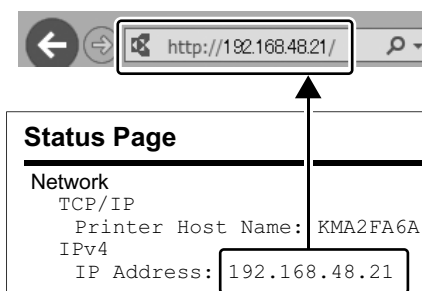 http://192.168.48.21/
Status Page
Network
TCP/IP
Printer Host Name: KMA2FA6A
IPv4
IP Address: 192.168.48.21